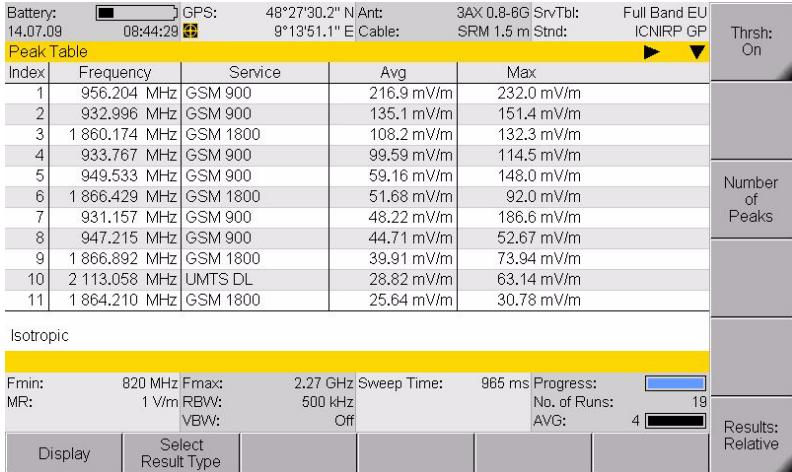 Battery: GPS: 48°27'30.2" N Ant: 3AX 0.8-6G SrvTbl: Full Band EU
14.07.09 08:44:29 9°13'51.1" E Cable: SRM 1.5 m Stnd: ICNIRP GP
Thrsh:
On
Peak Table
Index Frequency Service Avg Max
1 956.204 MHz GSM 900 216.9 mV/m 232.0 mV/m
2 932.996 MHz GSM 900 135.1 mV/m 151.4 mV/m
3 1 860.174 MHz GSM 1800 108.2 mV/m 132.3 mV/m
4 933.767 MHz GSM 900 99.59 mV/m 114.5 mV/m
5 949.533 MHz GSM 900 59.16 mV/m 148.0 mV/m
6 1 866.429 MHz GSM 1800 51.68 mV/m 92.0 mV/m
7 931.157 MHz GSM 900 48.22 mV/m 186.6 mV/m
8 947.215 MHz GSM 900 44.71 mV/m 52.67 mV/m
9 1 866.892 MHz GSM 1800 39.91 mV/m 73.94 mV/m
10 2 113.058 MHz UMTS DL 28.82 mV/m 63.14 mV/m
11 1 864.210 MHz GSM 1800 25.64 mV/m 30.78 mV/m
Number
of
Peaks
Isotropic
Fmin: 820 MHz Fmax: 2.27 GHz Sweep Time: 965 ms Progress:
MR: 1 V/m RBW: 500 kHz No. of Runs: 19
VBW: Off AVG: 4
Results:
Relative
Display
Select
Result Type